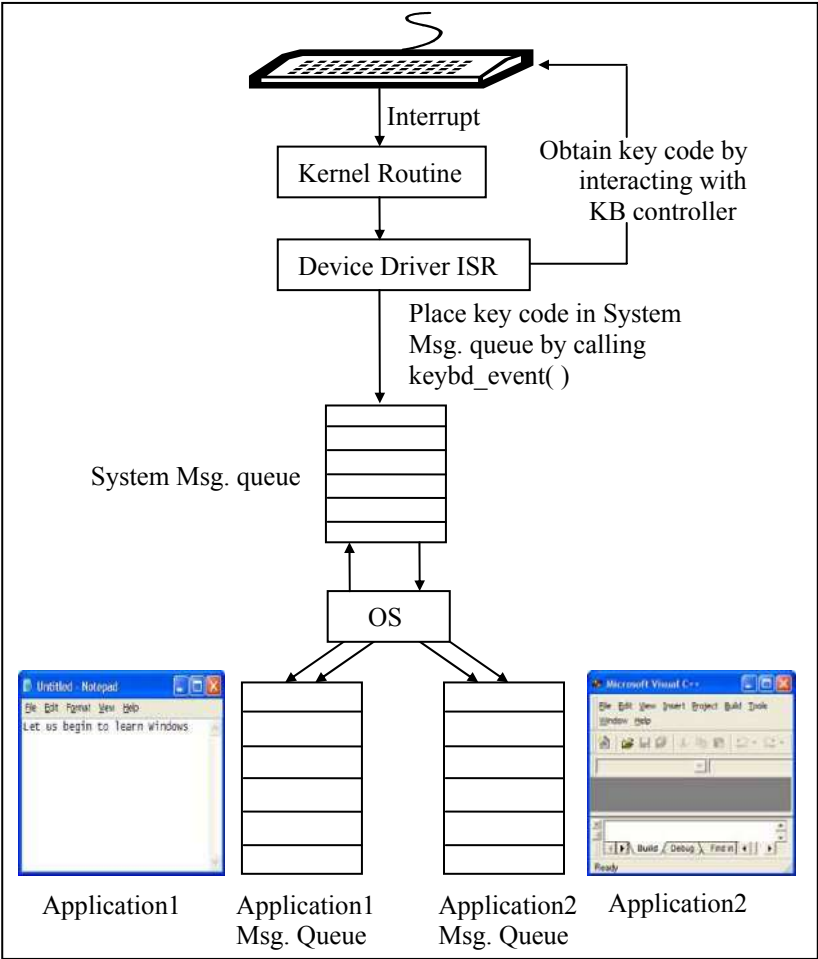 Interrupt
Kernel Routine
Obtain key code by
interacting with
KB controller
Device Driver ISR
Place key code in System
Msg. queue by calling
keybd_event( )
System Msg. queue
OS
Untitled - Notepad
File Edit Format View Help
Let us begin to learn Windows
Microsoft Visual C++
File Edit View Insert Project Build Tools
Window Help
Build Debug Find in
Ready
Application1
Application1
Msg. Queue
Application2
Msg. Queue
Application2